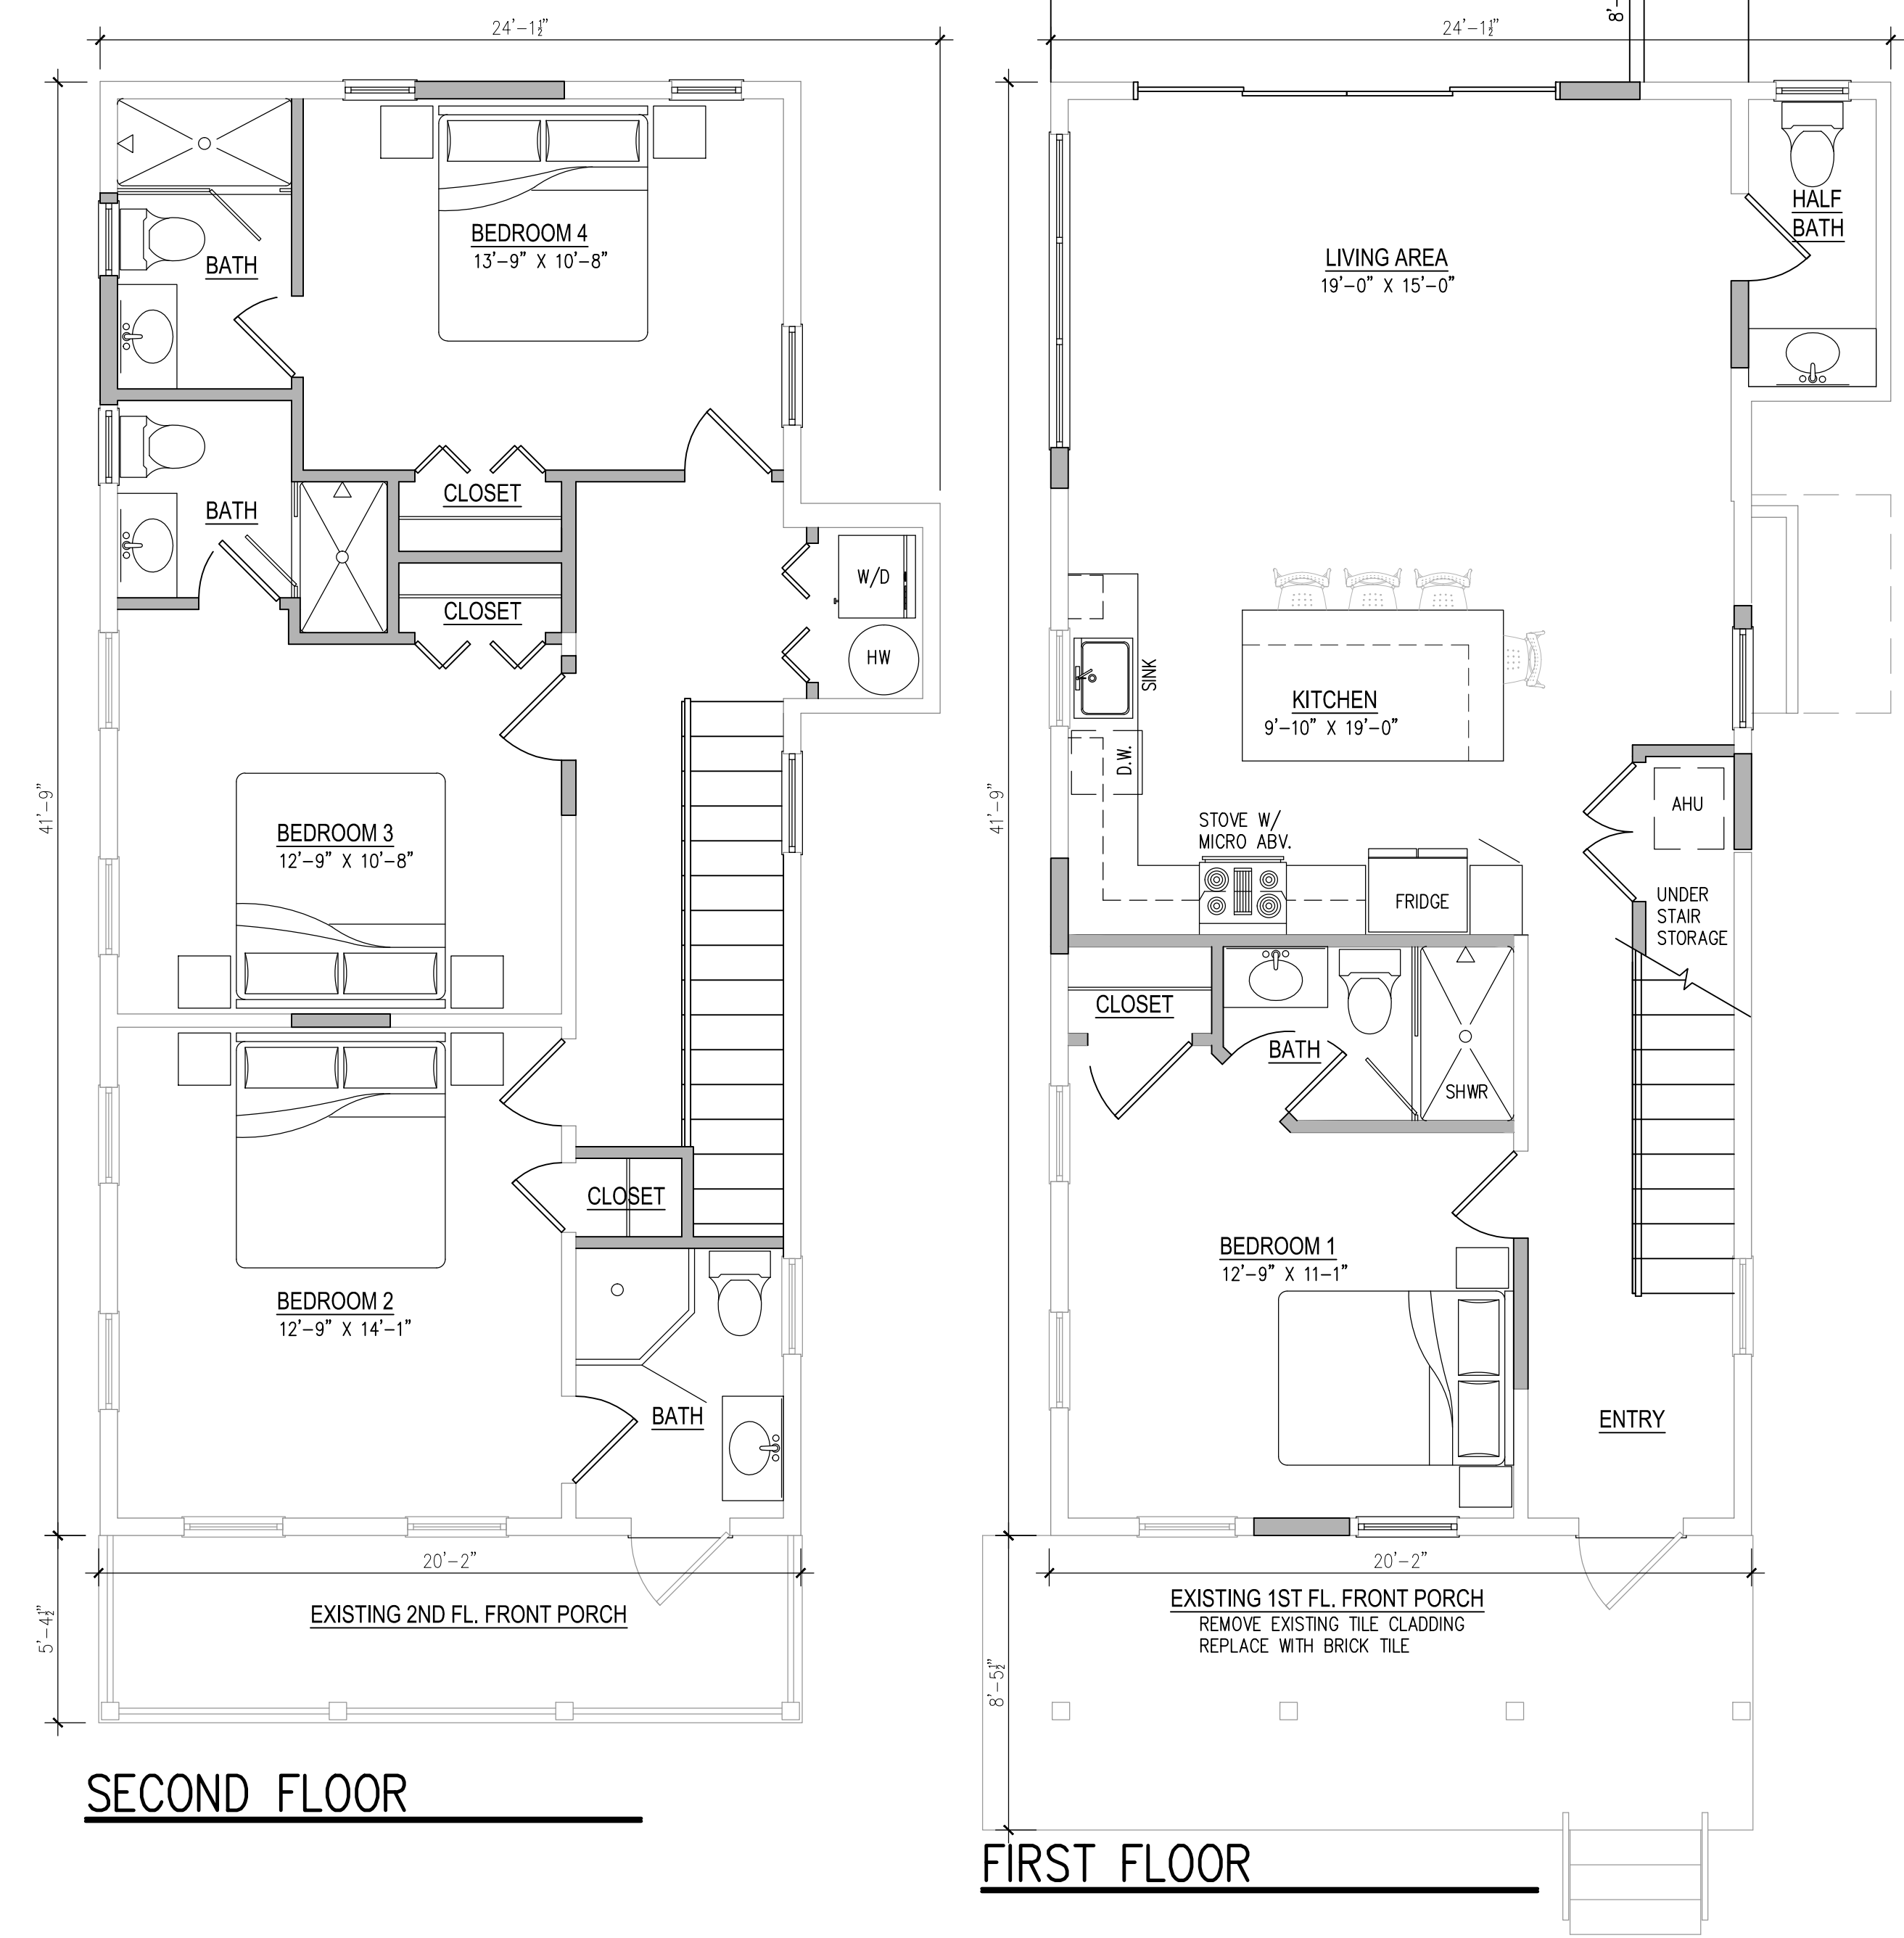 24'-1½"
BEDROOM 4
13'-9" X 10'-8"
BATH
BATH
CLOSET
CLOSET
W/D
HW
41'-9"
BEDROOM 3
12'-9" X 10'-8"
CLOSET
BEDROOM 2
12'-9" X 14'-1"
BATH
20'-2"
EXISTING 2ND FL. FRONT PORCH
5'-4½"
SECOND FLOOR
24'-1½"
8'-
HALF
BATH
LIVING AREA
19'-0" X 15'-0"
SINK
KITCHEN
9'-10" X 19'-0"
D.W.
41'-9"
STOVE W/
MICRO ABV.
AHU
FRIDGE
UNDER
STAIR
STORAGE
CLOSET
BATH
SHWR
BEDROOM 1
12'-9" X 11-1"
ENTRY
20'-2"
EXISTING 1ST FL. FRONT PORCH
REMOVE EXISTING TILE CLADDING
REPLACE WITH BRICK TILE
8'-5½"
FIRST FLOOR